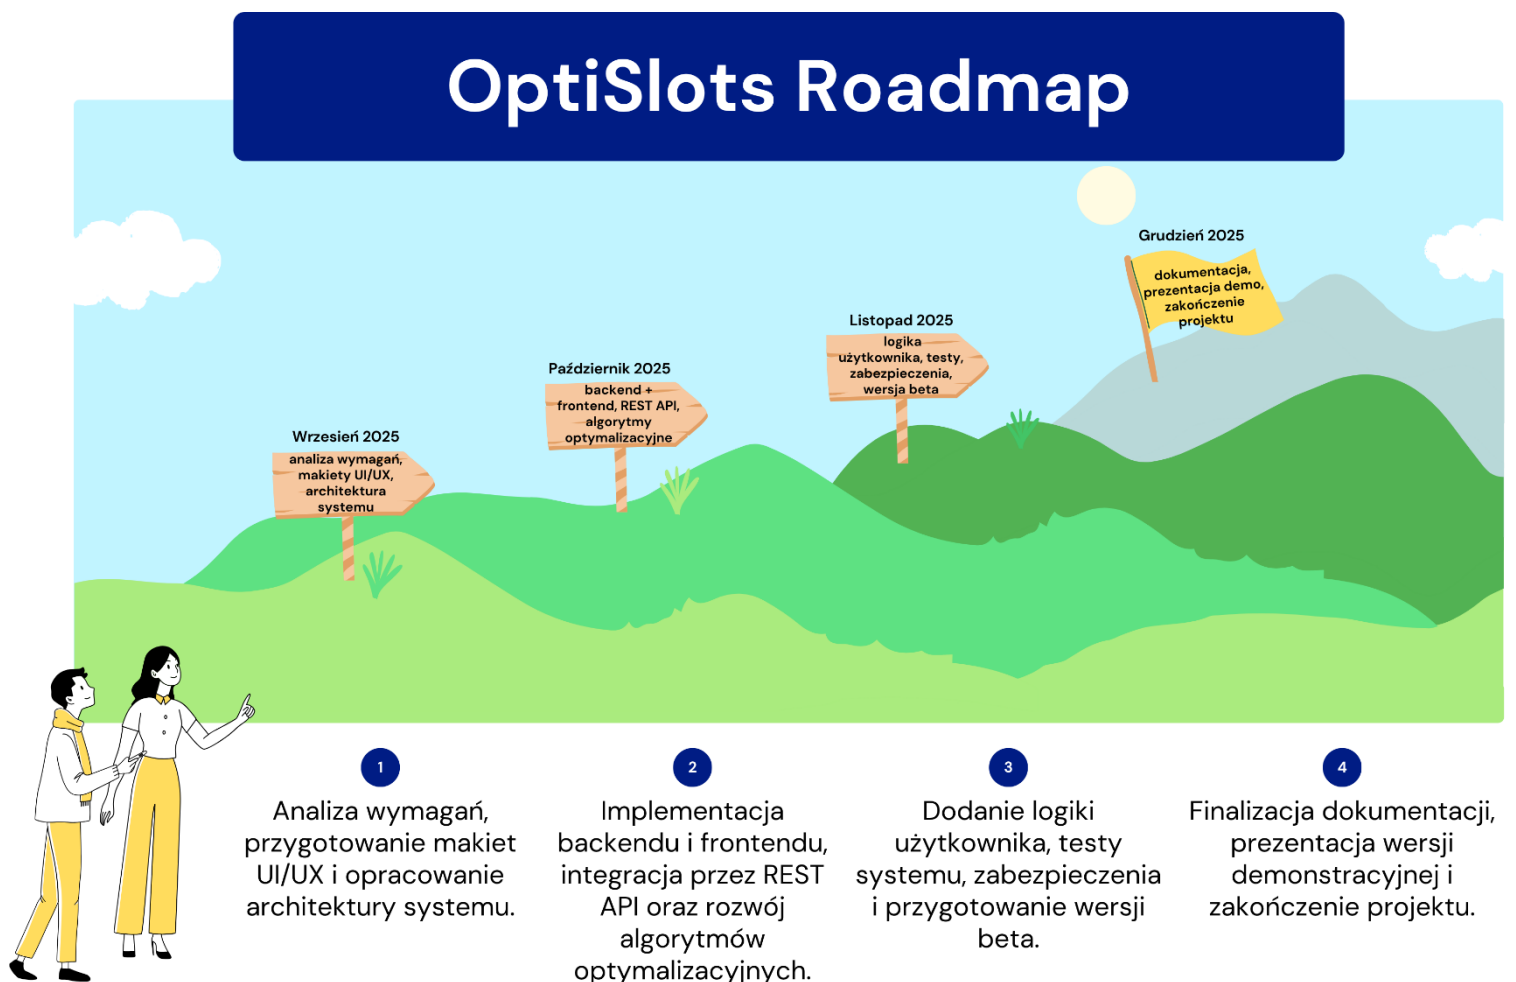 OptiSlots Roadmap
Grudzień 2025
dokumentacja,
prezentacja demo,
zakończenie
projektu
Listopad 2025
logika
użytkownika, testy,
zabezpieczenia,
wersja beta
Październik 2025
backend +
frontend, REST API,
algorytmy
optymalizacyjne
Wrzesień 2025
analiza wymagań,
makiety UI/UX,
architektura
systemu
1
Analiza wymagań,
przygotowanie makiet
UI/UX i opracowanie
architektury systemu.
2
Implementacja
backendu i frontendu,
integracja przez REST
API oraz rozwój
algorytmów
optymalizacyjnych.
3
Dodanie logiki
użytkownika, testy
systemu, zabezpieczenia
i przygotowanie wersji
beta.
4
Finalizacja dokumentacji,
prezentacja wersji
demonstracyjnej i
zakończenie projektu.